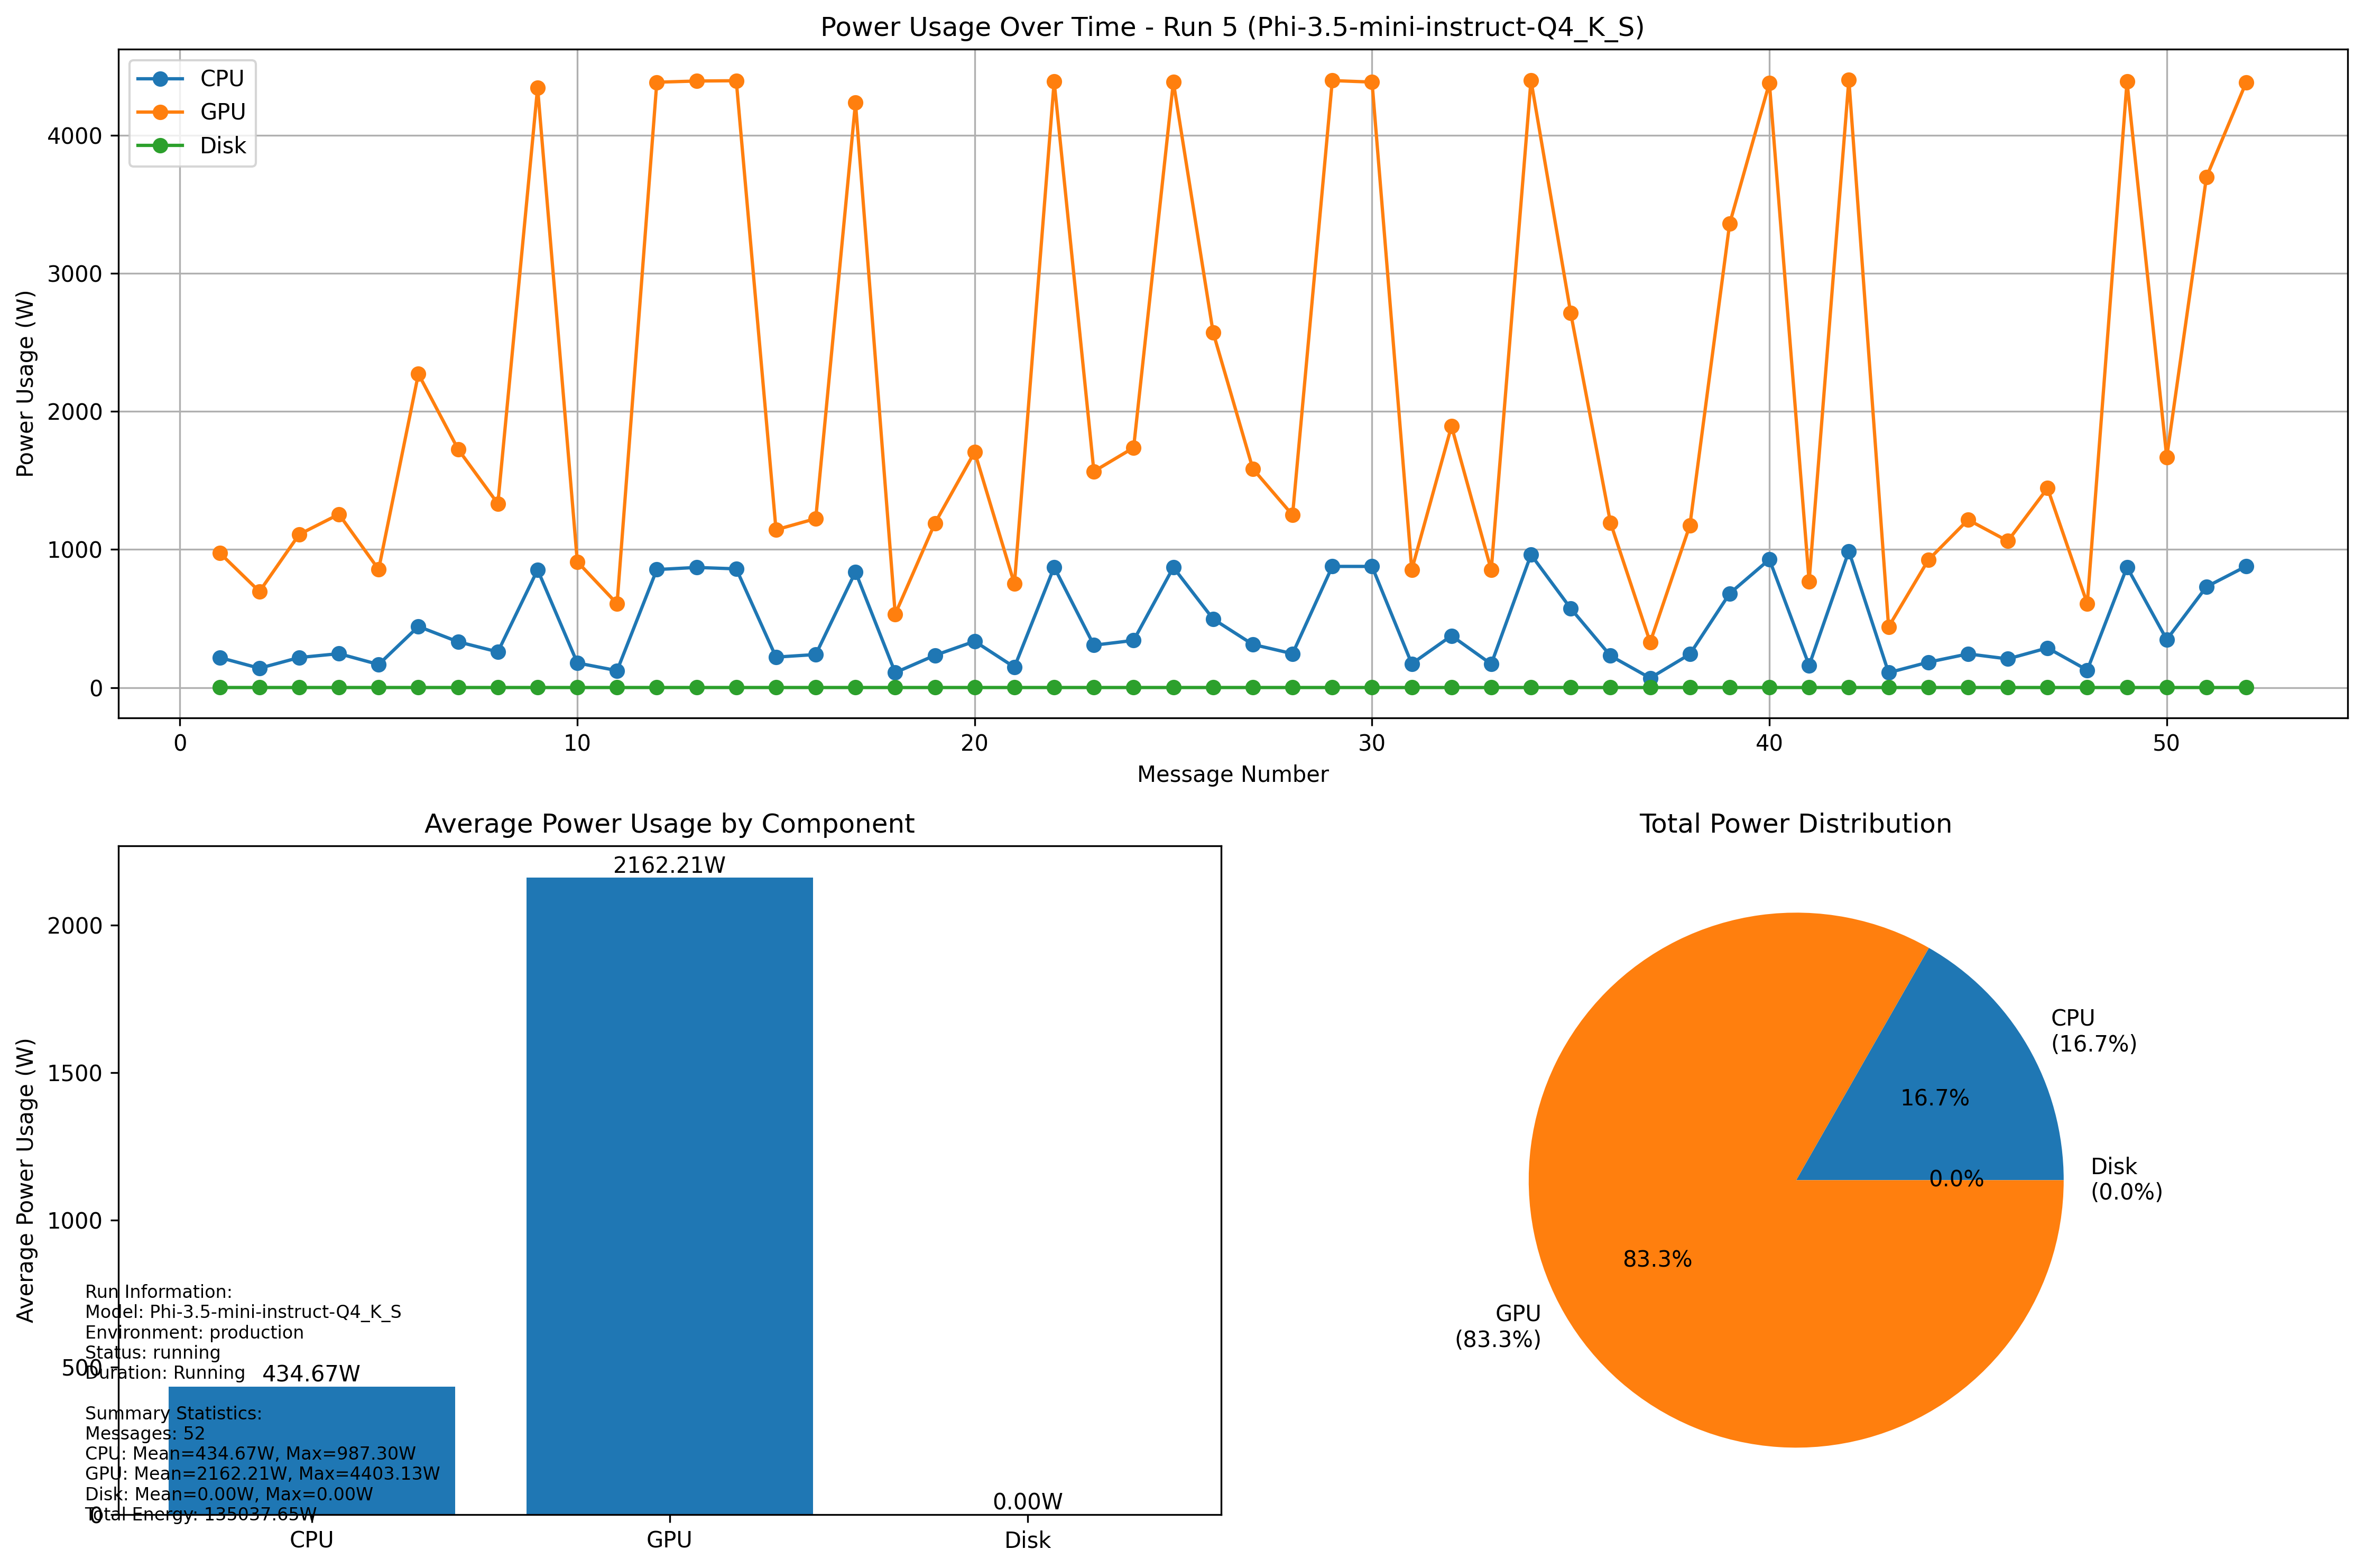 Power Usage Over Time - Run 5 (Phi-3.5-mini-instruct-Q4_K_S)
CPU
GPU
Disk
Power Usage (W)
4000
3000
2000
1000
0
0 10 20 30 40 50
Message Number
Average Power Usage by Component
Average Power Usage (W)
2000
1500
1000
500
0
2162.21W
434.67W
0.00W
CPU GPU Disk
Run Information:
Model: Phi-3.5-mini-instruct-Q4_K_S
Environment: production
Status: running
Duration: Running
Summary Statistics:
Messages: 52
CPU: Mean=434.67W, Max=987.30W
GPU: Mean=2162.21W, Max=4403.13W
Disk: Mean=0.00W, Max=0.00W
Total Energy: 135037.65W
Total Power Distribution
CPU
(16.7%)
16.7%
Disk
(0.0%)
0.0%
83.3%
GPU
(83.3%)